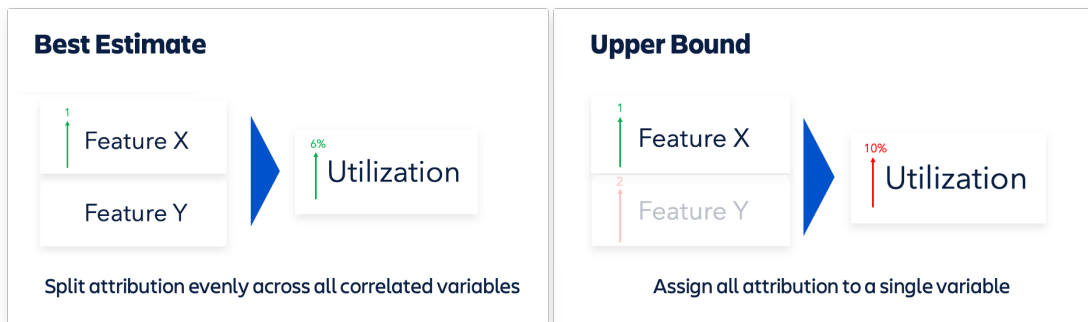 Best Estimate
1
Feature X
Feature Y
6%
Utilization
Split attribution evenly across all correlated variables
Upper Bound
1
Feature X
2
Feature Y
10%
Utilization
Assign all attribution to a single variable